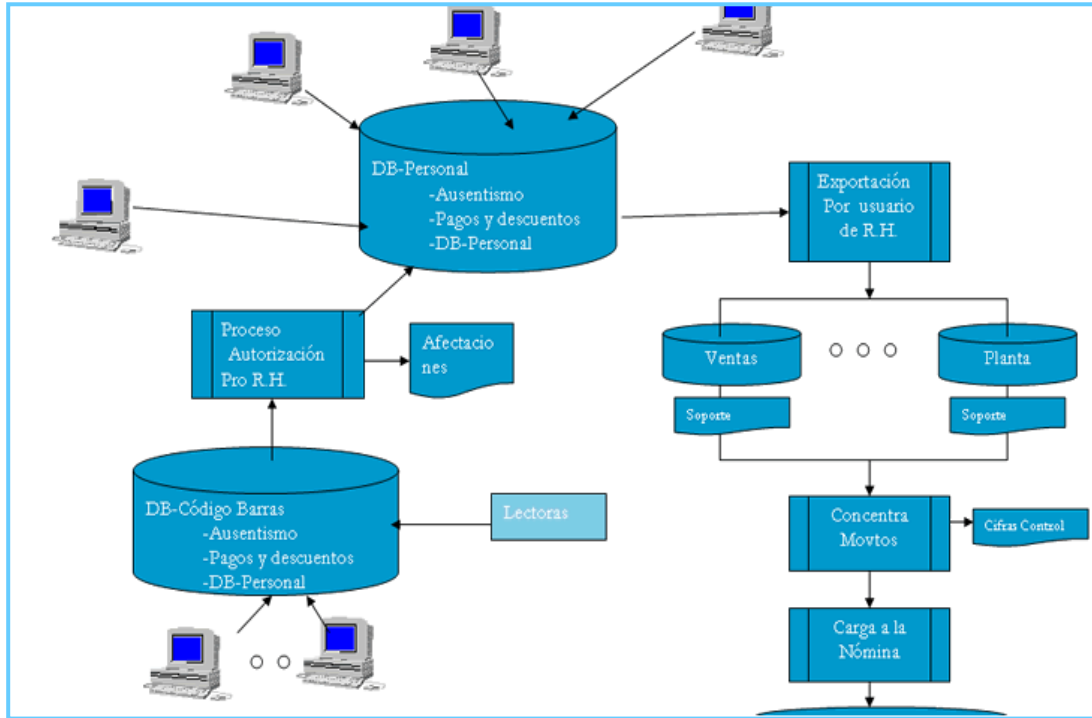 DB-Personal
-Ausentismo
-Pagos y descuentos
-DB-Personal
Exportación
Por usuario
de R.H.
Proceso
Autorización
Pro R.H.
Afectacio
nes
Ventas
Planta
Soporte
Soporte
DB-Código Barras
-Ausentismo
-Pagos y descuentos
-DB-Personal
Lectoras
Concentra
Movtos
Cifras Control
Carga a la
Nómina